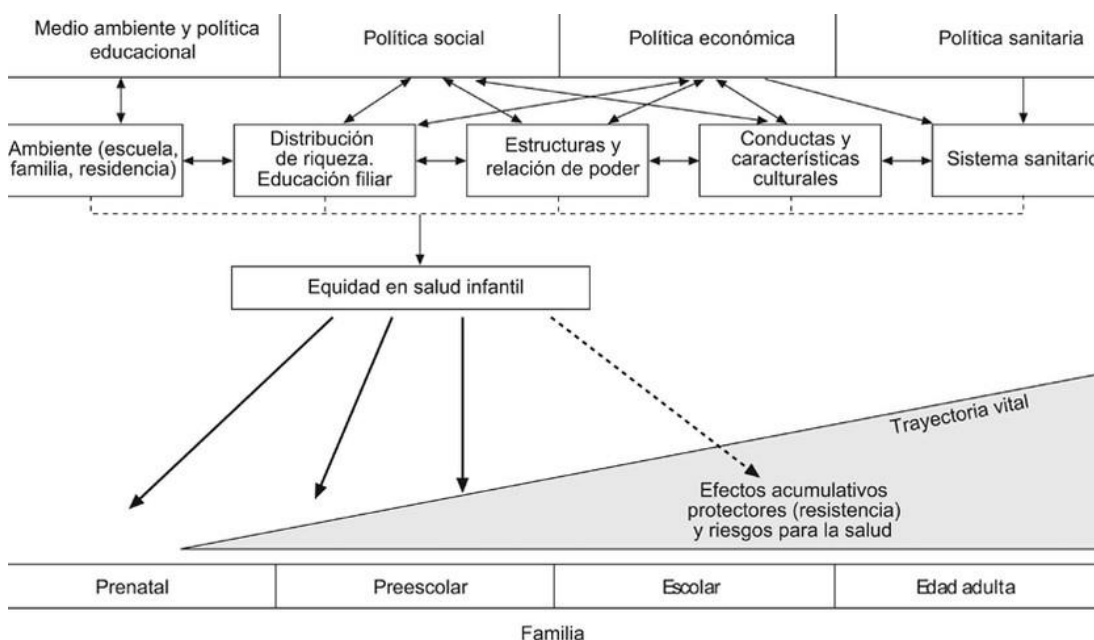 Medio ambiente y política
educacional
Política social
Política económica
Política sanitaria
Ambiente (escuela,
familia, residencia)
Distribución
de riqueza.
Educación filiar
Estructuras y
relación de poder
Conductas y
características
culturales
Sistema sanitario
Equidad en salud infantil
Trayectoria vital
Efectos acumulativos
protectores (resistencia)
y riesgos para la salud
Prenatal
Preescolar
Escolar
Edad adulta
Familia